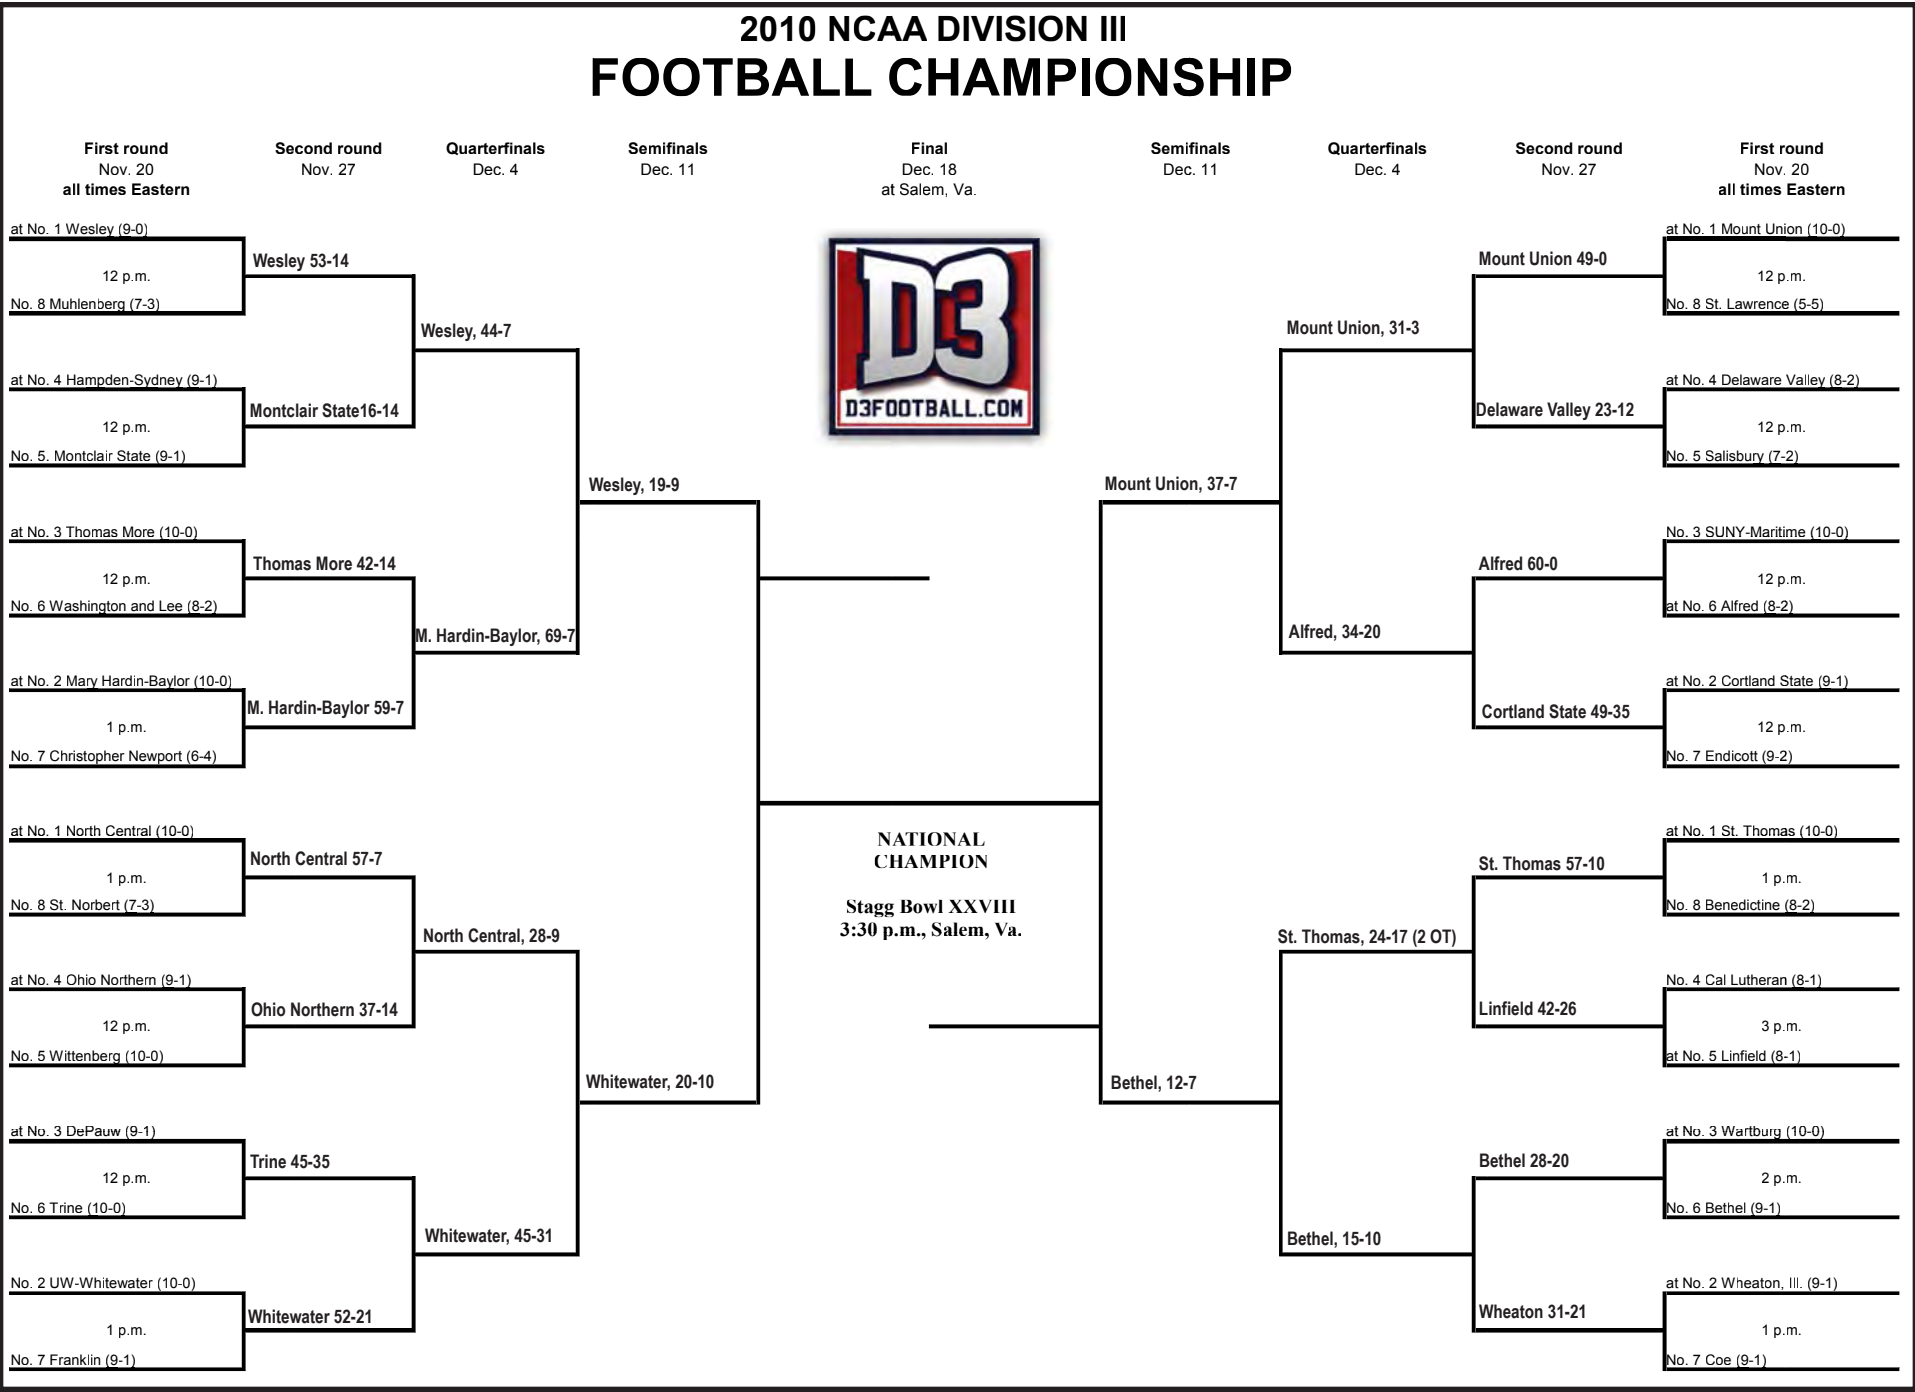 2010 NCAA DIVISION III
FOOTBALL CHAMPIONSHIP
First round
Nov. 20
all times Eastern
Second round
Nov. 27
Quarterfinals
Dec. 4
Semifinals
Dec. 11
Final
Dec. 18
at Salem, Va.
Semifinals
Dec. 11
Quarterfinals
Dec. 4
Second round
Nov. 27
First round
Nov. 20
all times Eastern
at No. 1 Wesley (9-0)
12 p.m.
No. 8 Muhlenberg (7-3)
at No. 4 Hampden-Sydney (9-1)
12 p.m.
No. 5. Montclair State (9-1)
at No. 3 Thomas More (10-0)
12 p.m.
No. 6 Washington and Lee (8-2)
at No. 2 Mary Hardin-Baylor (10-0)
1 p.m.
No. 7 Christopher Newport (6-4)
at No. 1 North Central (10-0)
1 p.m.
No. 8 St. Norbert (7-3)
at No. 4 Ohio Northern (9-1)
12 p.m.
No. 5 Wittenberg (10-0)
at No. 3 DePauw (9-1)
12 p.m.
No. 6 Trine (10-0)
No. 2 UW-Whitewater (10-0)
1 p.m.
No. 7 Franklin (9-1)
Wesley 53-14
Montclair State16-14
Thomas More 42-14
M. Hardin-Baylor 59-7
North Central 57-7
Ohio Northern 37-14
Trine 45-35
Whitewater 52-21
Wesley, 44-7
M. Hardin-Baylor, 69-7
North Central, 28-9
Whitewater, 45-31
Wesley, 19-9
Whitewater, 20-10
D3
D3FOOTBALL.COM
NATIONAL
CHAMPION
Stagg Bowl XXVIII
3:30 p.m., Salem, Va.
Mount Union, 37-7
Bethel, 12-7
Mount Union, 31-3
Alfred, 34-20
St. Thomas, 24-17 (2 OT)
Bethel, 15-10
Mount Union 49-0
Delaware Valley 23-12
Alfred 60-0
Cortland State 49-35
St. Thomas 57-10
Linfield 42-26
Bethel 28-20
Wheaton 31-21
at No. 1 Mount Union (10-0)
12 p.m.
No. 8 St. Lawrence (5-5)
at No. 4 Delaware Valley (8-2)
12 p.m.
No. 5 Salisbury (7-2)
No. 3 SUNY-Maritime (10-0)
12 p.m.
at No. 6 Alfred (8-2)
at No. 2 Cortland State (9-1)
12 p.m.
No. 7 Endicott (9-2)
at No. 1 St. Thomas (10-0)
1 p.m.
No. 8 Benedictine (8-2)
No. 4 Cal Lutheran (8-1)
3 p.m.
at No. 5 Linfield (8-1)
at No. 3 Wartburg (10-0)
2 p.m.
No. 6 Bethel (9-1)
at No. 2 Wheaton, Ill. (9-1)
1 p.m.
No. 7 Coe (9-1)